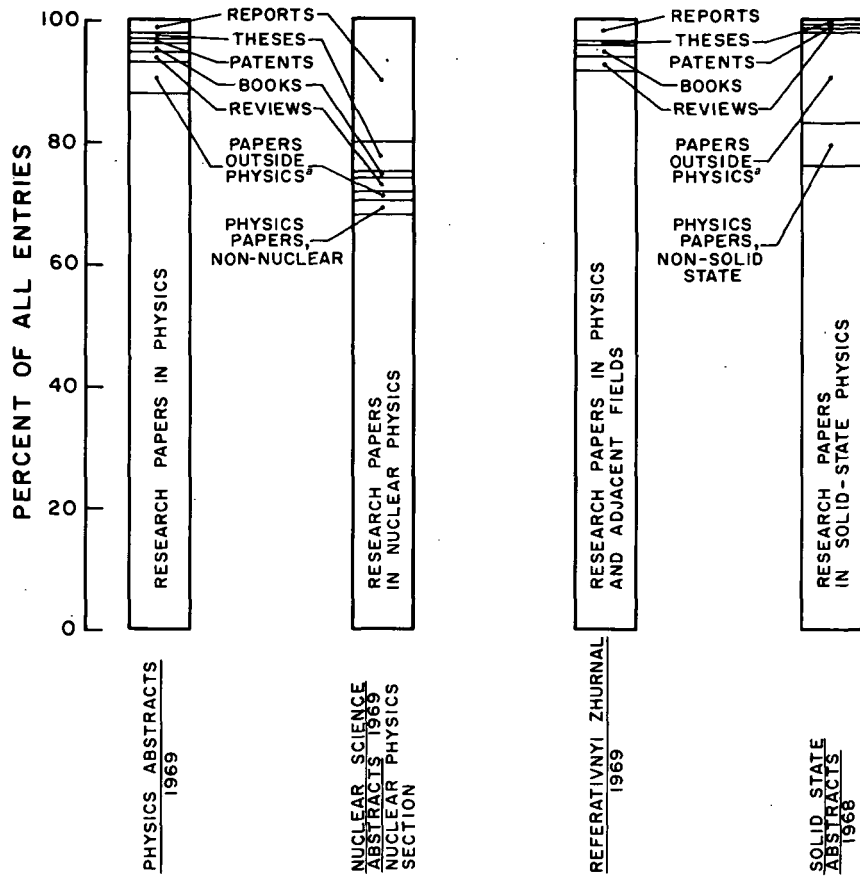 PERCENT OF ALL ENTRIES
100
80
60
40
20
0
REPORTS
THESES
PATENTS
BOOKS
REVIEWS
PAPERS
OUTSIDE
PHYSICSª
PHYSICS
PAPERS,
NON-NUCLEAR
REPORTS
THESES
PATENTS
BOOKS
REVIEWS
PAPERS
OUTSIDE
PHYSICSª
PHYSICS
PAPERS,
NON-SOLID
STATE
RESEARCH PAPERS IN PHYSICS
RESEARCH PAPERS
IN NUCLEAR PHYSICS
RESEARCH PAPERS IN PHYSICS
AND ADJACENT FIELDS
RESEARCH PAPERS
IN SOLID-STATE PHYSICS
PHYSICS ABSTRACTS
1969
NUCLEAR SCIENCE
ABSTRACTS 1969
NUCLEAR PHYSICS
SECTION
REFERATIVNYI ZHURNAL
1969
SOLID STATE
ABSTRACTS
1968